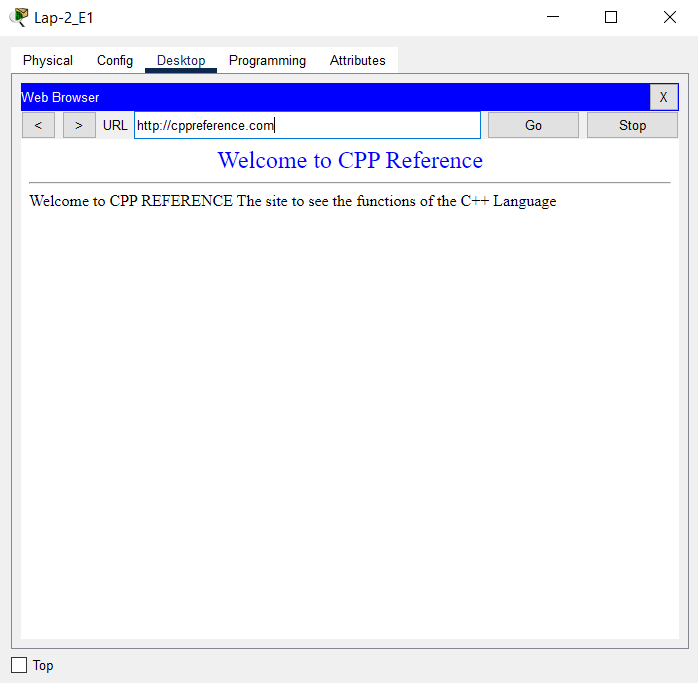 Lap-2_E1
Physical Config Desktop Programming Attributes
Web Browser X
< > URL http://cppreference.com Go Stop
Welcome to CPP Reference
Welcome to CPP REFERENCE The site to see the functions of the C++ Language
Top